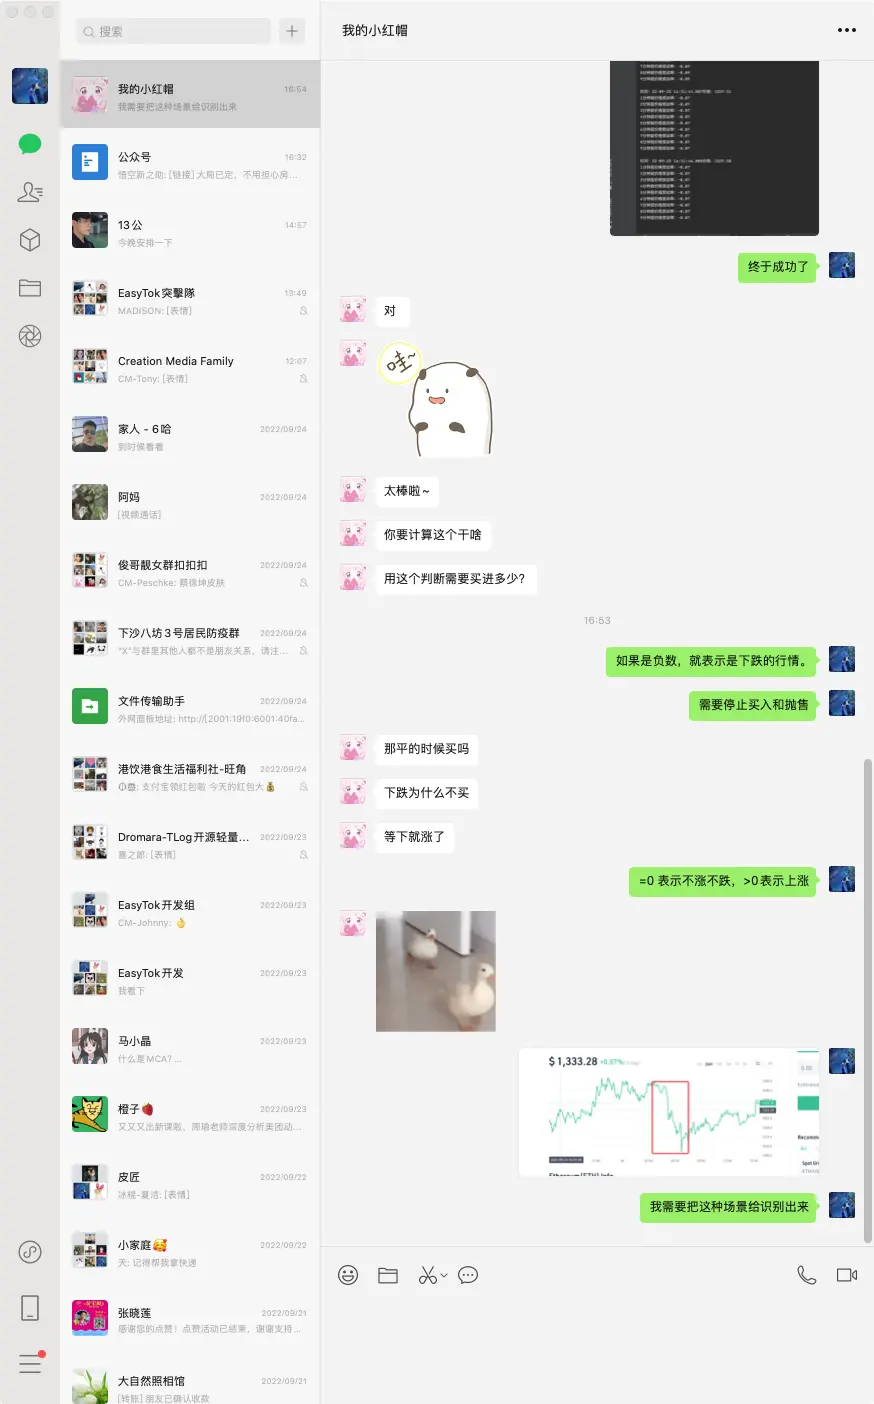 搜索
我的小红帽
16:54
我需要把这种场景给识别出来
公众号
16:32
悟空新之助: [链接] 大局已定，不用担心房...
13公
14:57
今晚安排一下
EasyTok突擊隊
13:49
MADISON: [表情]
Creation Media Family
12:07
CM-Tony: [表情]
家人 - 6哈
2022/09/24
到时候看看
阿妈
2022/09/24
[视频通话]
俊哥靓女群扣扣扣
2022/09/24
CM-Peschke: 蔡徐坤皮肤
下沙八坊3号居民防疫群
2022/09/24
"X"与群里其他人都不是朋友关系，请注...
文件传输助手
2022/09/24
外网面板地址: http://[2001:19f0:6001:40fa...
港饮港食生活福利社-旺角
2022/09/24
支付宝领红包啦 今天的红包大💰
Dromara-TLog开源轻量...
2022/09/23
喜之郎: [表情]
EasyTok开发组
2022/09/23
CM-Johnny: 👌
EasyTok开发
2022/09/23
我看下
马小晶
2022/09/23
什么是MCA? ...
橙子🍓
2022/09/23
又又又出新课啦，周瑜老师深度分析美团动...
皮匠
2022/09/22
冰棍-夏洁: [表情]
小家庭🥰
2022/09/22
天: 记得帮我拿快递
张晓莲
2022/09/21
感谢您的点赞！点赞活动已结束，谢谢支持...
大自然照相馆
2022/09/21
[转账] 朋友已确认收款
我的小红帽
终于成功了
对
哇~
太棒啦~
你要计算这个干啥
用这个判断需要买进多少?
16:53
如果是负数，就表示是下跌的行情。
需要停止买入和抛售
那平的时候买吗
下跌为什么不买
等下就涨了
=0 表示不涨不跌，>0表示上涨
$1,333.28 +0.87%
0.00
Recomm
Spot Gri
Ethereum (ETH) Info
我需要把这种场景给识别出来